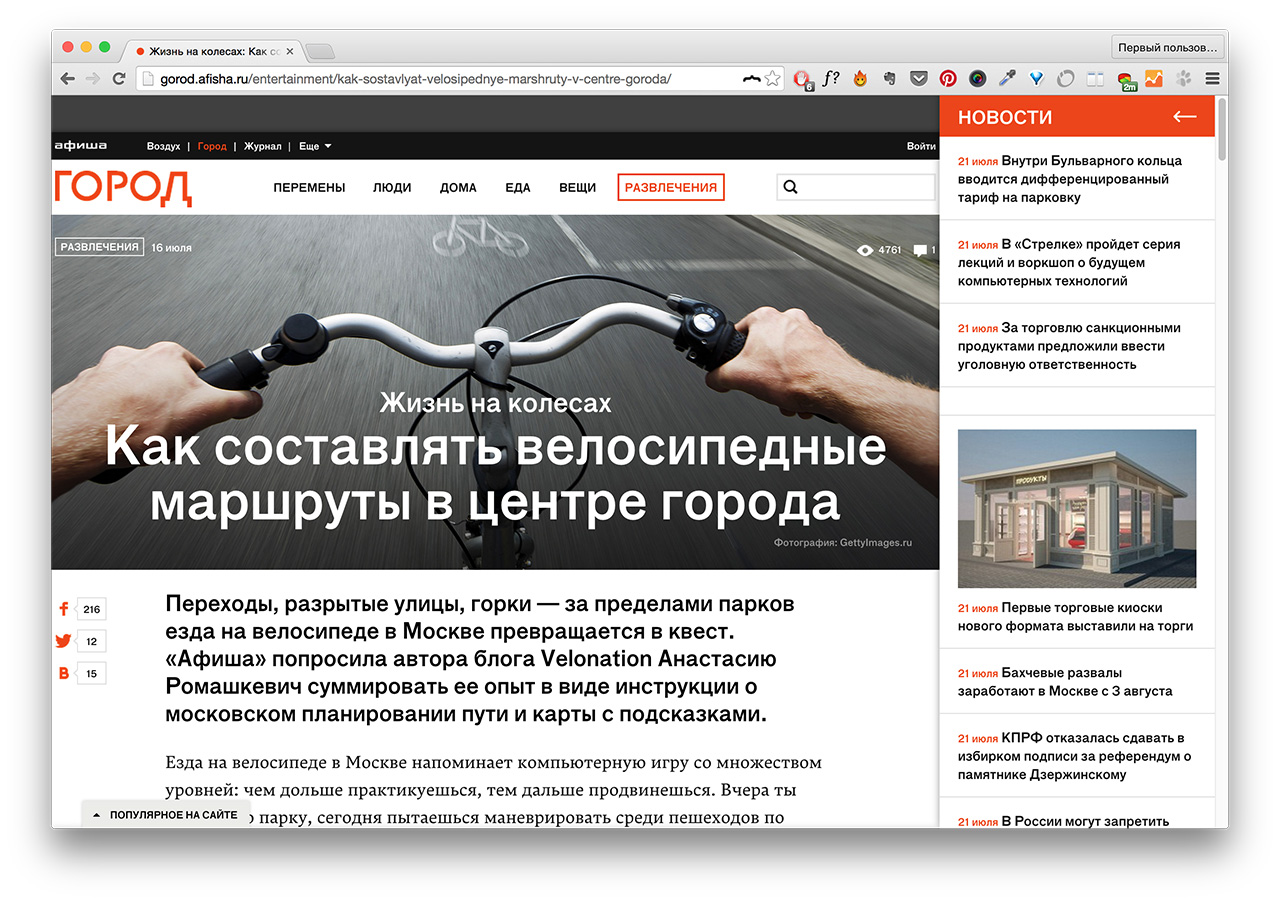 Жизнь на колесах: Как сс
Первый пользов...
gorod.afisha.ru/entertainment/kak-sostavlyat-velosipednye-marshruty-v-centre-goroda/
f?
6
2m
афиша
Воздух | Город | Журнал | Еще
Войти
ГОРОД
ПЕРЕМЕНЫ ЛЮДИ ДОМА ЕДА ВЕЩИ РАЗВЛЕЧЕНИЯ
РАЗВЛЕЧЕНИЯ 16 июля
4761 1
Жизнь на колесах
Как составлять велосипедные
маршруты в центре города
Фотография: GettyImages.ru
216
12
В 15
Переходы, разрытые улицы, горки — за пределами парков
езда на велосипеде в Москве превращается в квест.
«Афиша» попросила автора блога Velonation Анастасию
Ромашкевич суммировать ее опыт в виде инструкции о
московском планировании пути и карты с подсказками.
Езда на велосипеде в Москве напоминает компьютерную игру со множеством
уровней: чем дольше практикуешься, тем дальше продвинешься. Вчера ты
парку, сегодня пытаешься маневрировать среди пешеходов по
ПОПУЛЯРНОЕ НА САЙТЕ
НОВОСТИ
21 июля Внутри Бульварного кольца
вводится дифференцированный
тариф на парковку
21 июля В «Стрелке» пройдет серия
лекций и воркшоп о будущем
компьютерных технологий
21 июля За торговлю санкционными
продуктами предложили ввести
уголовную ответственность
ПРОДУКТЫ
21 июля Первые торговые киоски
нового формата выставили на торги
21 июля Бахчевые развалы
заработают в Москве с 3 августа
21 июля КПРФ отказалась сдавать в
избирком подписи за референдум о
памятнике Дзержинскому
21 июля В России могут запретить